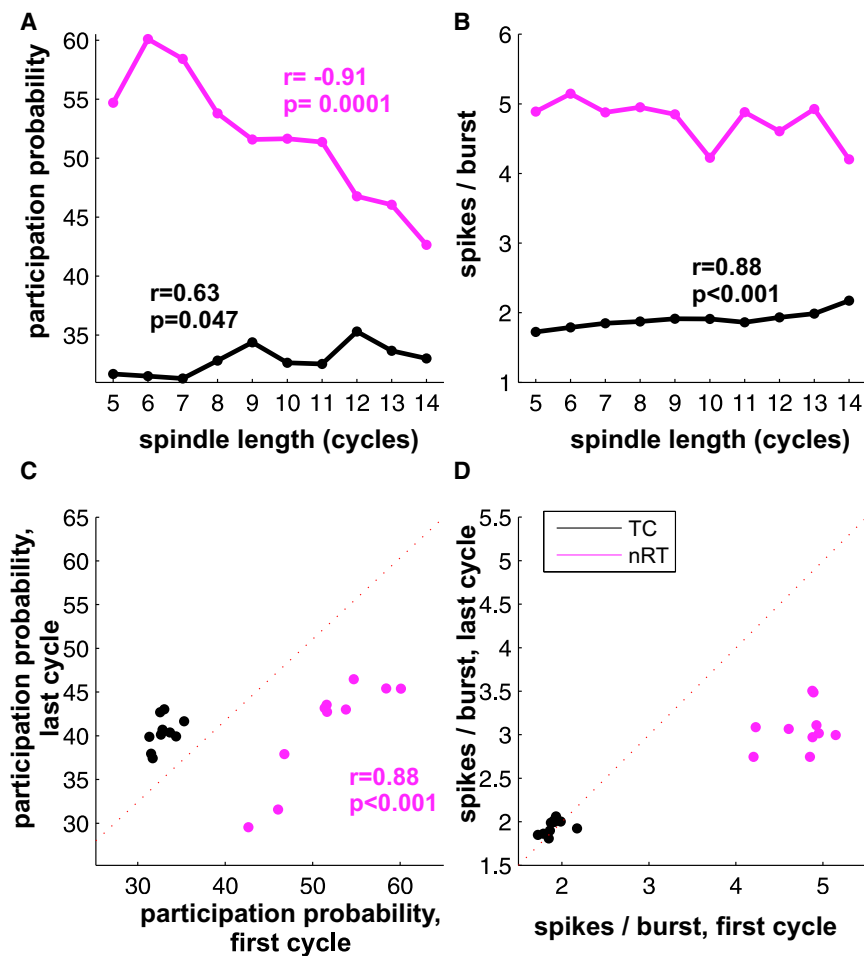 A
participation probability
60
55
50
45
40
35
r= -0.91
p= 0.0001
r=0.63
p=0.047
5 6 7 8 9 10 11 12 13 14
spindle length (cycles)
B
spikes / burst
6
5
4
3
2
1
r=0.88
p<0.001
5 6 7 8 9 10 11 12 13 14
spindle length (cycles)
C
participation probability,
last cycle
65
60
55
50
45
40
35
30
r=0.88
p<0.001
30 40 50 60
participation probability,
first cycle
D
spikes / burst, last cycle
5.5
5
4.5
4
3.5
3
2.5
2
1.5
TC
nRT
2 3 4 5
spikes / burst, first cycle